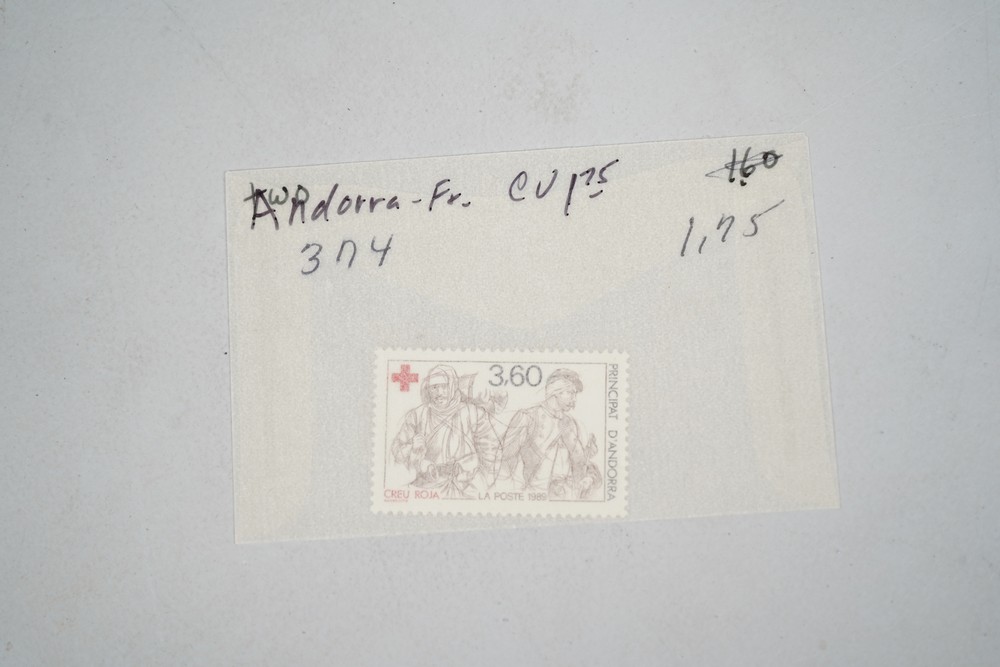 Andorra-Fr. CV 1.75
1.60
374
1,75
3,60
PRINCIPAT D'ANDORRA
CREU ROJA
LA POSTE 1989